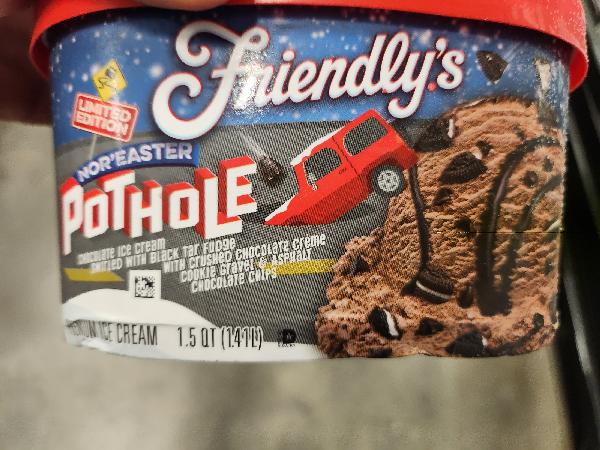 Friendly's
LIMITED
EDITION
NOR'EASTER
POTHOLE
CHOCOLATE ICE CREAM
SWIRLED WITH BLACK TAR FUDGE
WITH CRUSHED CHOCOLATE CREME
COOKIE GRAVEL & ASPHALT
CHOCOLATE CHIPS
ICE CREAM 1.5 QT (1.41L)